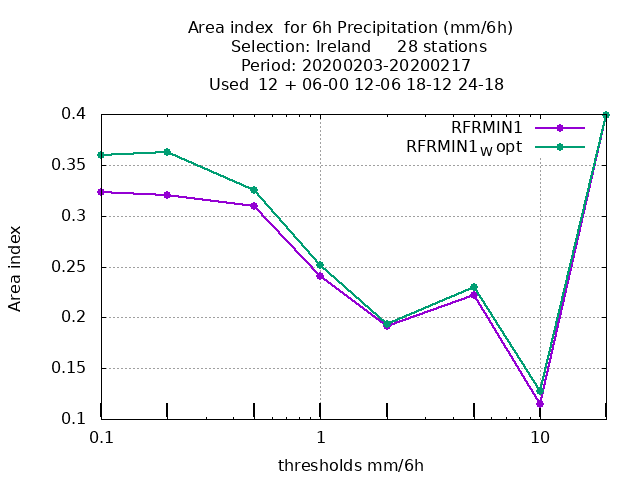 Area index  for 6h Precipitation (mm/6h)
Selection: Ireland     28 stations
Period: 20200203-20200217
Used  12 + 06-00 12-06 18-12 24-18
RFRMIN1
RFRMIN1W opt
0.4
0.35
0.3
0.25
0.2
0.15
0.1
Area index
0.1
1
10
thresholds mm/6h